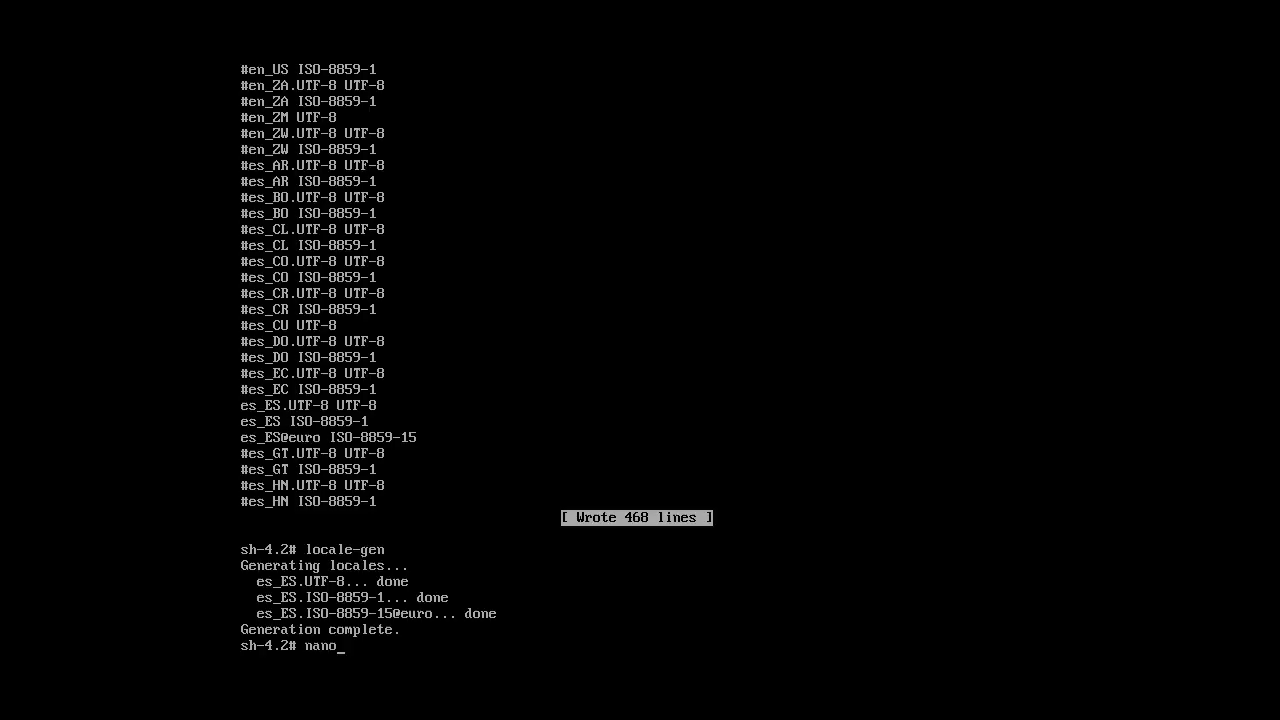 #en_US ISO-8859-1
#en_ZA.UTF-8 UTF-8
#en_ZA ISO-8859-1
#en_ZM UTF-8
#en_ZW.UTF-8 UTF-8
#en_ZW ISO-8859-1
#es_AR.UTF-8 UTF-8
#es_AR ISO-8859-1
#es_BO.UTF-8 UTF-8
#es_BO ISO-8859-1
#es_CL.UTF-8 UTF-8
#es_CL ISO-8859-1
#es_CO.UTF-8 UTF-8
#es_CO ISO-8859-1
#es_CR.UTF-8 UTF-8
#es_CR ISO-8859-1
#es_CU UTF-8
#es_DO.UTF-8 UTF-8
#es_DO ISO-8859-1
#es_EC.UTF-8 UTF-8
#es_EC ISO-8859-1
es_ES.UTF-8 UTF-8
es_ES ISO-8859-1
es_ES@euro ISO-8859-15
#es_GT.UTF-8 UTF-8
#es_GT ISO-8859-1
#es_HN.UTF-8 UTF-8
#es_HN ISO-8859-1
[ Wrote 468 lines ]
sh-4.2# locale-gen
Generating locales...
  es_ES.UTF-8... done
  es_ES.ISO-8859-1... done
  es_ES.ISO-8859-15@euro... done
Generation complete.
sh-4.2# nano_